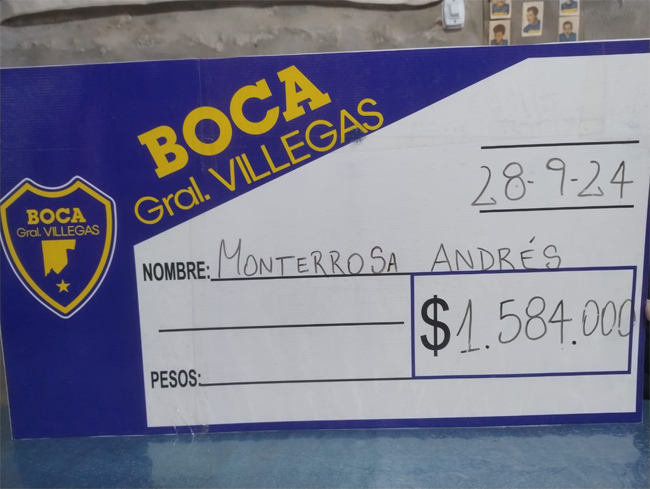 BOCA
Gral. VILLEGAS
28-9-24
BOCA
Gral. VILLEGAS
NOMBRE: MONTERROSA ANDRÉS
$1.584.000
PESOS: